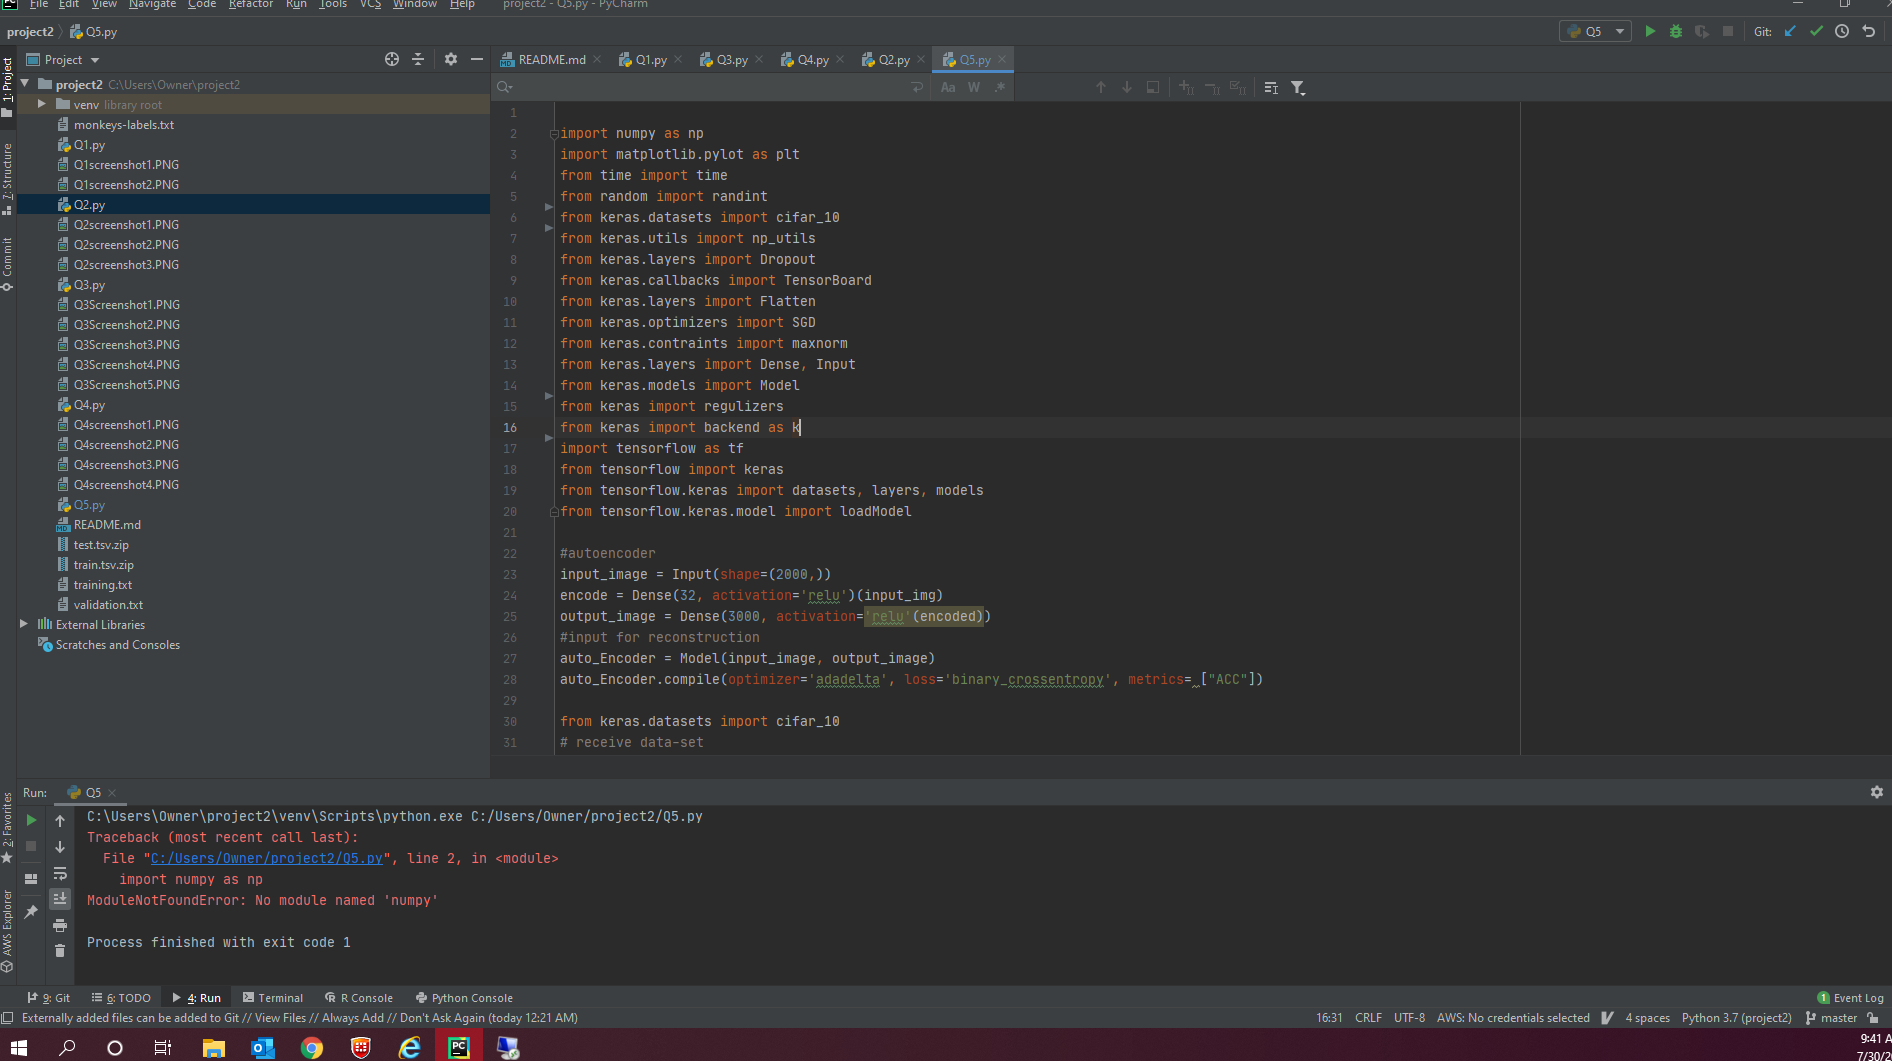 File Edit View Navigate Code Refactor Run Tools VCS Window Help project2 - Q5.py - PyCharm
project2 Q5.py Q5 Git:
Project README.md Q1.py Q3.py Q4.py Q2.py Q5.py
1: Project
7: Structure
Commit
2: Favorites
AWS Explorer
project2 C:\Users\Owner\project2
venv library root
monkeys-labels.txt
Q1.py
Q1screenshot1.PNG
Q1screenshot2.PNG
Q2.py
Q2screenshot1.PNG
Q2screenshot2.PNG
Q2screenshot3.PNG
Q3.py
Q3Screenshot1.PNG
Q3Screenshot2.PNG
Q3Screenshot3.PNG
Q3Screenshot4.PNG
Q3Screenshot5.PNG
Q4.py
Q4screenshot1.PNG
Q4screenshot2.PNG
Q4screenshot3.PNG
Q4screenshot4.PNG
Q5.py
README.md
test.tsv.zip
train.tsv.zip
training.txt
validation.txt
External Libraries
Scratches and Consoles
Aa W .*
1
2 import numpy as np
3 import matplotlib.pylot as plt
4 from time import time
5 from random import randint
6 from keras.datasets import cifar_10
7 from keras.utils import np_utils
8 from keras.layers import Dropout
9 from keras.callbacks import TensorBoard
10 from keras.layers import Flatten
11 from keras.optimizers import SGD
12 from keras.contraints import maxnorm
13 from keras.layers import Dense, Input
14 from keras.models import Model
15 from keras import regulizers
16 from keras import backend as k
17 import tensorflow as tf
18 from tensorflow import keras
19 from tensorflow.keras import datasets, layers, models
20 from tensorflow.keras.model import loadModel
21
22 #autoencoder
23 input_image = Input(shape=(2000,))
24 encode = Dense(32, activation='relu')(input_img)
25 output_image = Dense(3000, activation='relu'(encoded))
26 #input for reconstruction
27 auto_Encoder = Model(input_image, output_image)
28 auto_Encoder.compile(optimizer='adadelta', loss='binary_crossentropy', metrics= ["ACC"])
29
30 from keras.datasets import cifar_10
31 # receive data-set
Run: Q5
C:\Users\Owner\project2\venv\Scripts\python.exe C:/Users/Owner/project2/Q5.py
Traceback (most recent call last):
File "C:/Users/Owner/project2/Q5.py", line 2, in <module>
import numpy as np
ModuleNotFoundError: No module named 'numpy'
Process finished with exit code 1
9: Git 6: TODO 4: Run Terminal R Console Python Console 1 Event Log
Externally added files can be added to Git // View Files // Always Add // Don't Ask Again (today 12:21 AM) 16:31 CRLF UTF-8 AWS: No credentials selected 4 spaces Python 3.7 (project2) master
9:41 A
7/30/2